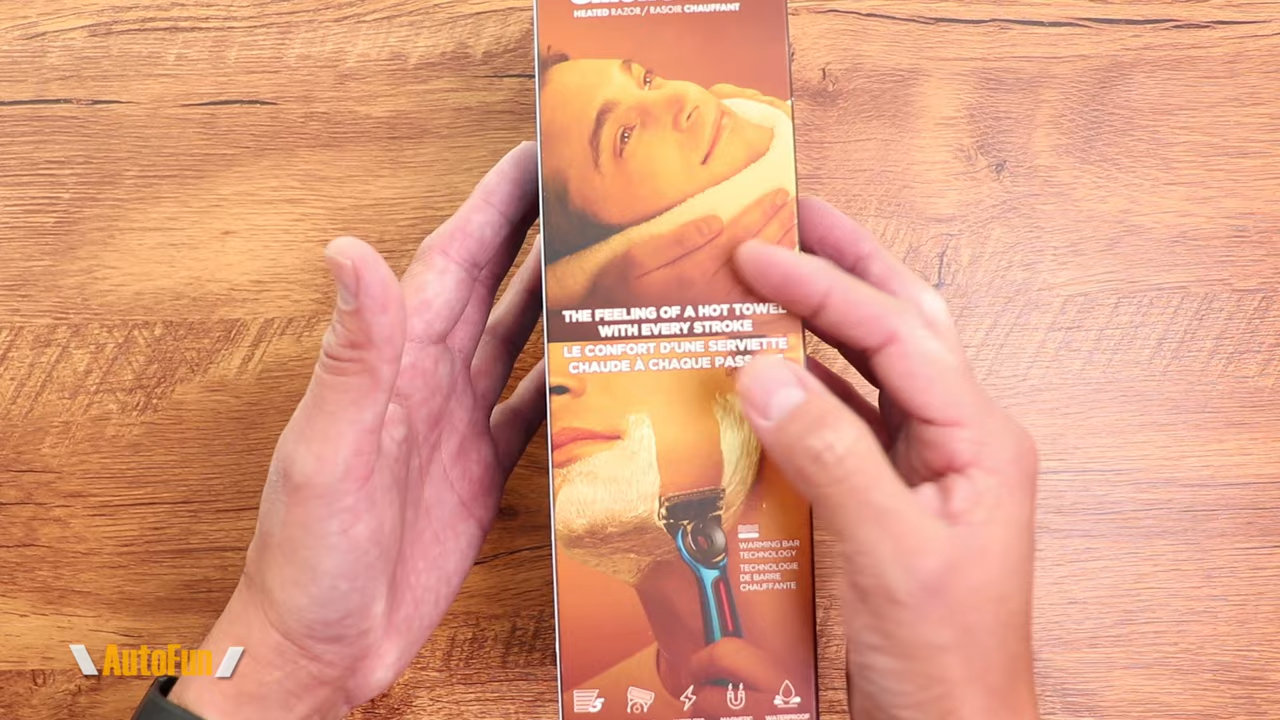 HEATED RAZOR / RASOIR CHAUFFANT
THE FEELING OF A HOT TOWEL
WITH EVERY STROKE
LE CONFORT D'UNE SERVIETTE
CHAUDE À CHAQUE
WARMING BAR
TECHNOLOGY
TECHNOLOGIE
DE BARRE
CHAUFFANTE
5
MAGNETIC
WATERPROOF
AutoFun